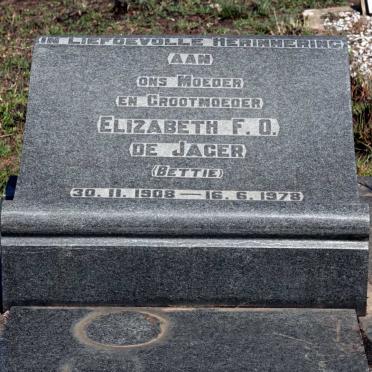 In Liefdevolle Herinnering
aan
ons Moeder
en Grootmoeder
Elizabeth F. O.
de Jager
(Bettie)
30. 11. 1908 — 16. 6. 1978